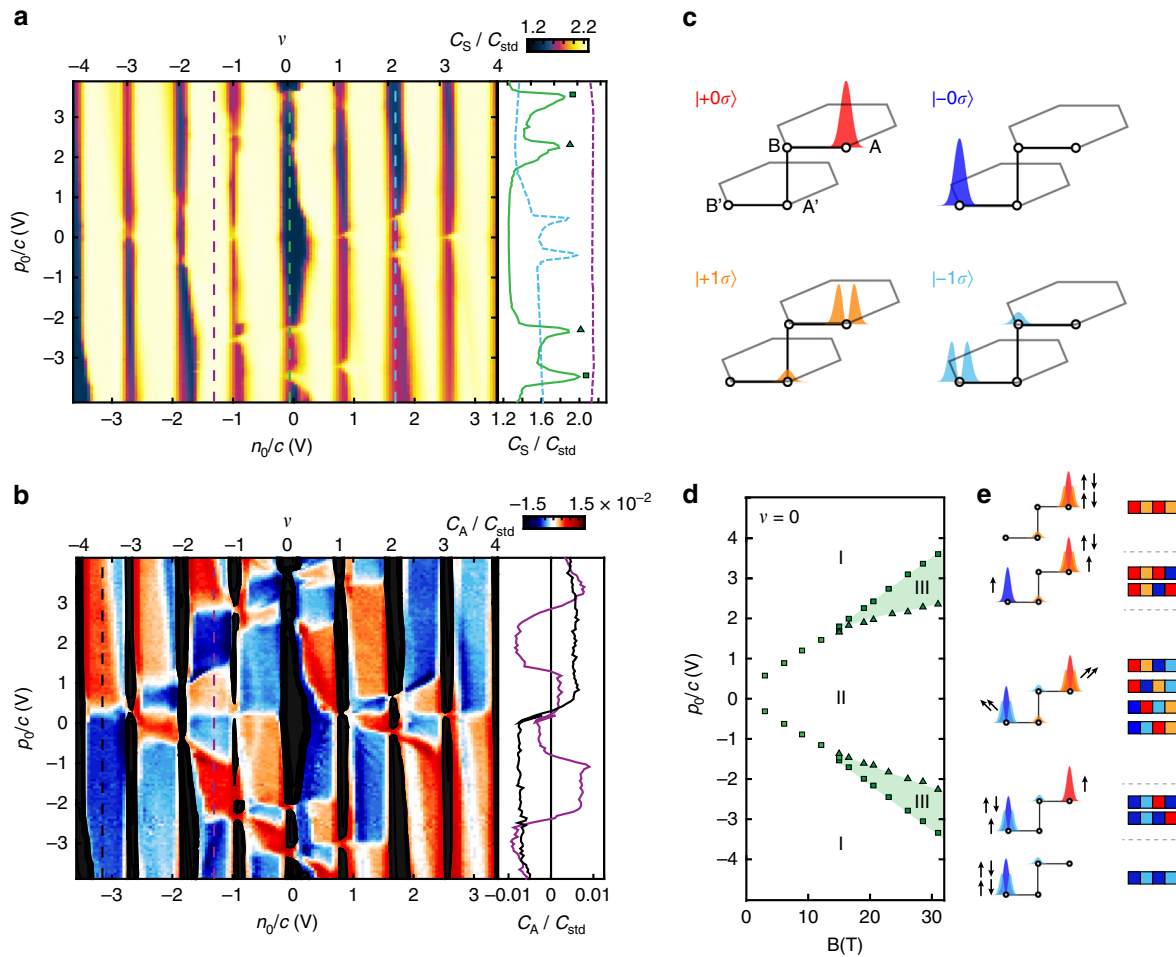 a
ν
C_S / C_std
1.2 2.2
−4 −3 −2 −1 0 1 2 3 4
p_0/c (V)
3
2
1
0
−1
−2
−3
−3 −2 −1 0 1 2 3
n_0/c (V)
1.2 1.6 2.0
C_S / C_std
b
ν
C_A / C_std
−1.5 1.5 × 10^−2
−4 −3 −2 −1 0 1 2 3 4
p_0/c (V)
3
2
1
0
−1
−2
−3
−3 −2 −1 0 1 2 3
n_0/c (V)
−0.01 0 0.01
C_A / C_std
c
|+0σ⟩
B A
B' A'
|−0σ⟩
|+1σ⟩
|−1σ⟩
d
ν = 0
p_0/c (V)
4
3
2
1
0
−1
−2
−3
−4
I
III
II
III
I
0 10 20 30
B(T)
e
↑↓
↑↓
↑↓
↑ ↑
↗↗
↖↖
↑
↑↓
↑
↑↓
↑↓